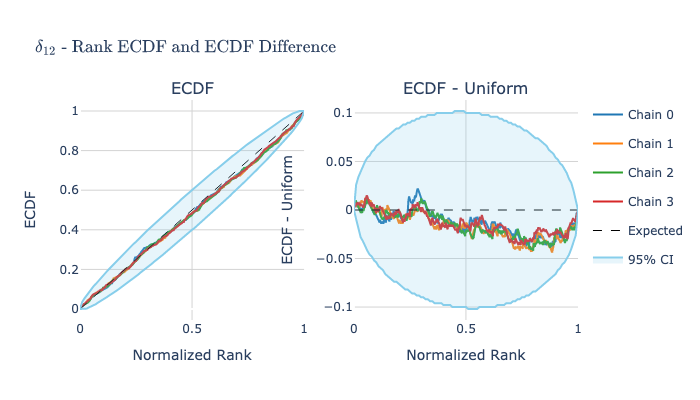 δ₁₂ - Rank ECDF and ECDF Difference
ECDF
ECDF - Uniform
ECDF
1
0.8
0.6
0.4
0.2
0
0
0.5
1
Normalized Rank
ECDF - Uniform
0.1
0.05
0
−0.05
−0.1
0
0.5
1
Normalized Rank
Chain 0
Chain 1
Chain 2
Chain 3
Expected
95% CI